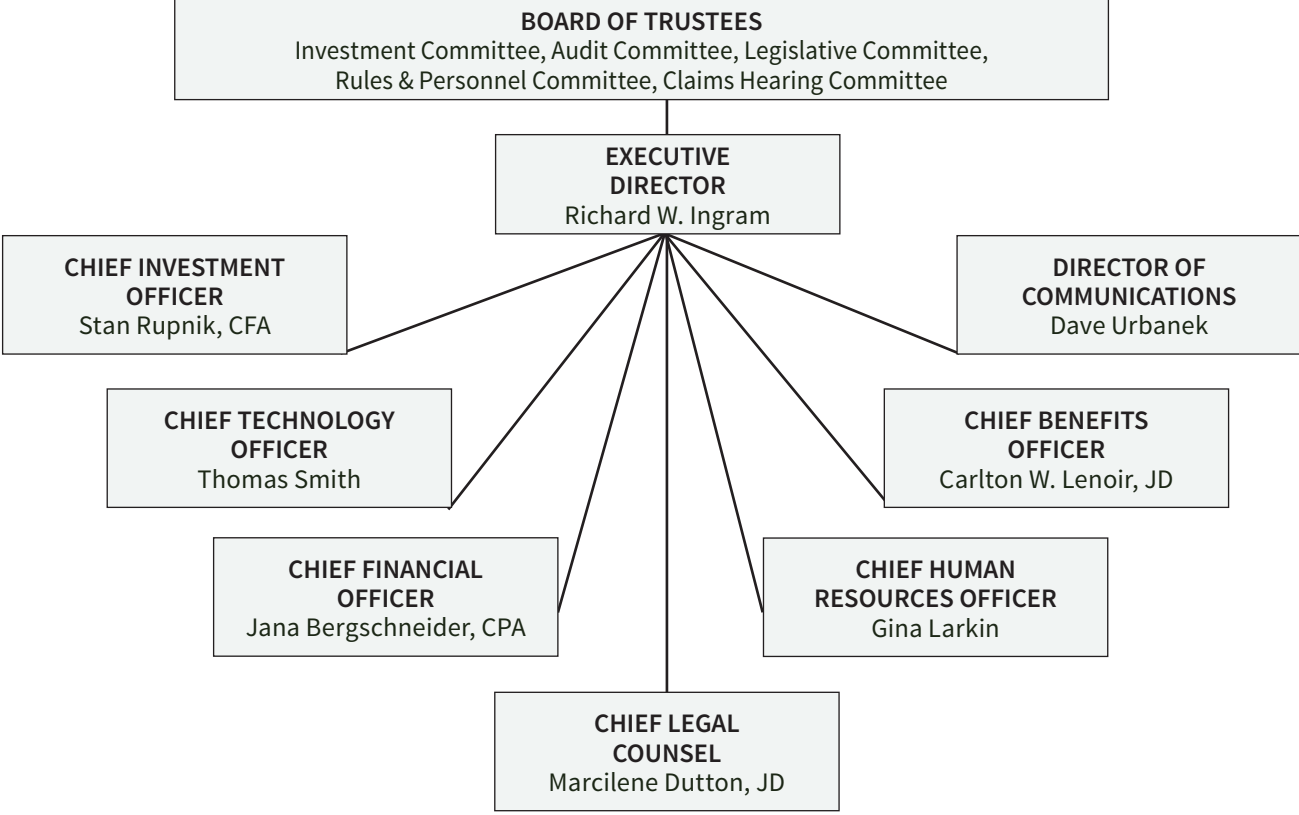 BOARD OF TRUSTEES
Investment Committee, Audit Committee, Legislative Committee,
Rules & Personnel Committee, Claims Hearing Committee
EXECUTIVE
DIRECTOR
Richard W. Ingram
CHIEF INVESTMENT
OFFICER
Stan Rupnik, CFA
DIRECTOR OF
COMMUNICATIONS
Dave Urbanek
CHIEF TECHNOLOGY
OFFICER
Thomas Smith
CHIEF BENEFITS
OFFICER
Carlton W. Lenoir, JD
CHIEF FINANCIAL
OFFICER
Jana Bergschneider, CPA
CHIEF HUMAN
RESOURCES OFFICER
Gina Larkin
CHIEF LEGAL
COUNSEL
Marcilene Dutton, JD